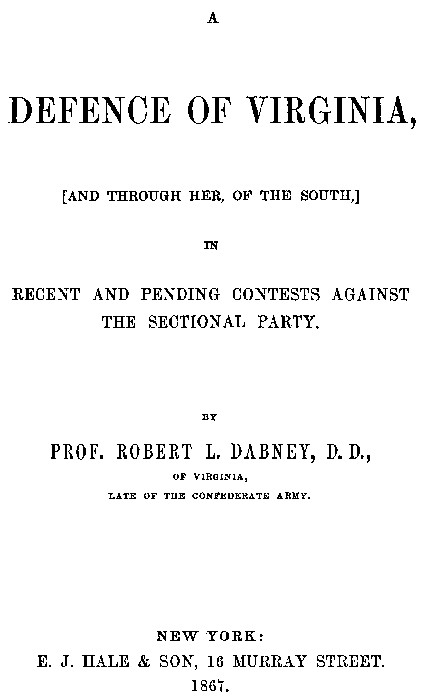 A
DEFENCE OF VIRGINIA,
[AND THROUGH HER, OF THE SOUTH,]
IN
RECENT AND PENDING CONTESTS AGAINST
THE SECTIONAL PARTY.
BY
PROF. ROBERT L. DABNEY, D. D.,
OF VIRGINIA,
LATE OF THE CONFEDERATE ARMY.
NEW YORK:
E. J. HALE & SON, 16 MURRAY STREET.
1867.